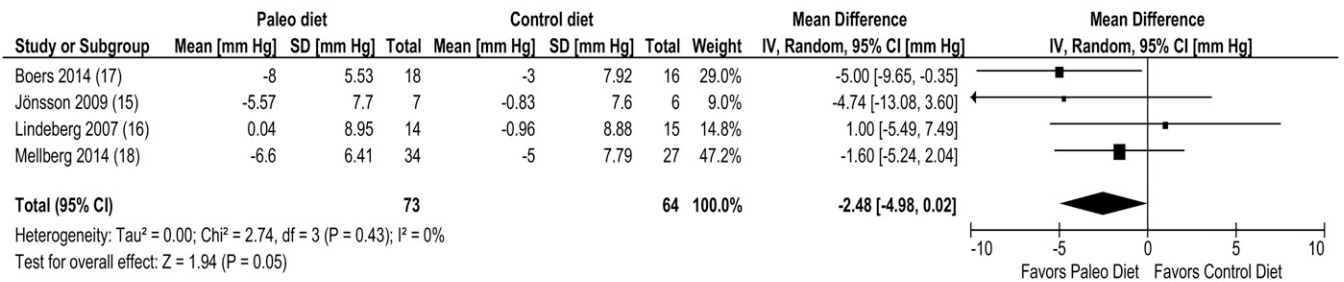 Paleo diet Control diet Mean Difference Mean Difference
Study or Subgroup Mean [mm Hg] SD [mm Hg] Total Mean [mm Hg] SD [mm Hg] Total Weight IV, Random, 95% CI [mm Hg] IV, Random, 95% CI [mm Hg]
Boers 2014 (17) -8 5.53 18 -3 7.92 16 29.0% -5.00 [-9.65, -0.35]
Jönsson 2009 (15) -5.57 7.7 7 -0.83 7.6 6 9.0% -4.74 [-13.08, 3.60]
Lindeberg 2007 (16) 0.04 8.95 14 -0.96 8.88 15 14.8% 1.00 [-5.49, 7.49]
Mellberg 2014 (18) -6.6 6.41 34 -5 7.79 27 47.2% -1.60 [-5.24, 2.04]
Total (95% CI) 73 64 100.0% -2.48 [-4.98, 0.02]
Heterogeneity: Tau² = 0.00; Chi² = 2.74, df = 3 (P = 0.43); I² = 0%
Test for overall effect: Z = 1.94 (P = 0.05)
-10 -5 0 5 10
Favors Paleo Diet Favors Control Diet